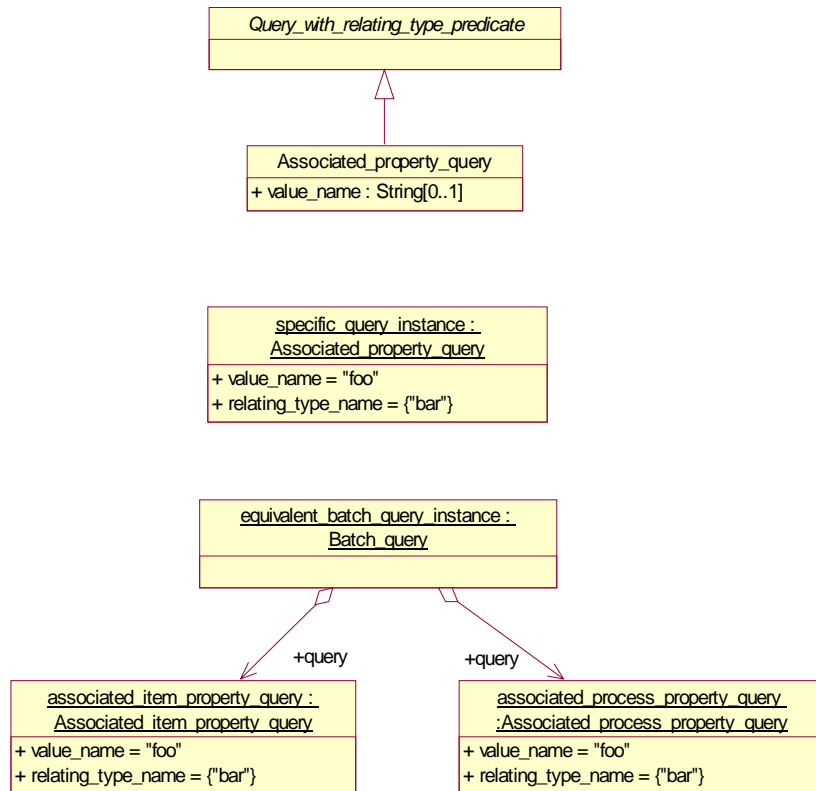 Query_with_relating_type_predicate
Associated_property_query
+ value_name : String[0..1]
specific_query_instance :
Associated_property_query
+ value_name = "foo"
+ relating_type_name = {"bar"}
equivalent_batch_query_instance :
Batch_query
+query
+query
associated_item_property_query :
Associated_item_property_query
+ value_name = "foo"
+ relating_type_name = {"bar"}
associated_process_property_query
:Associated_process_property_query
+ value_name = "foo"
+ relating_type_name = {"bar"}